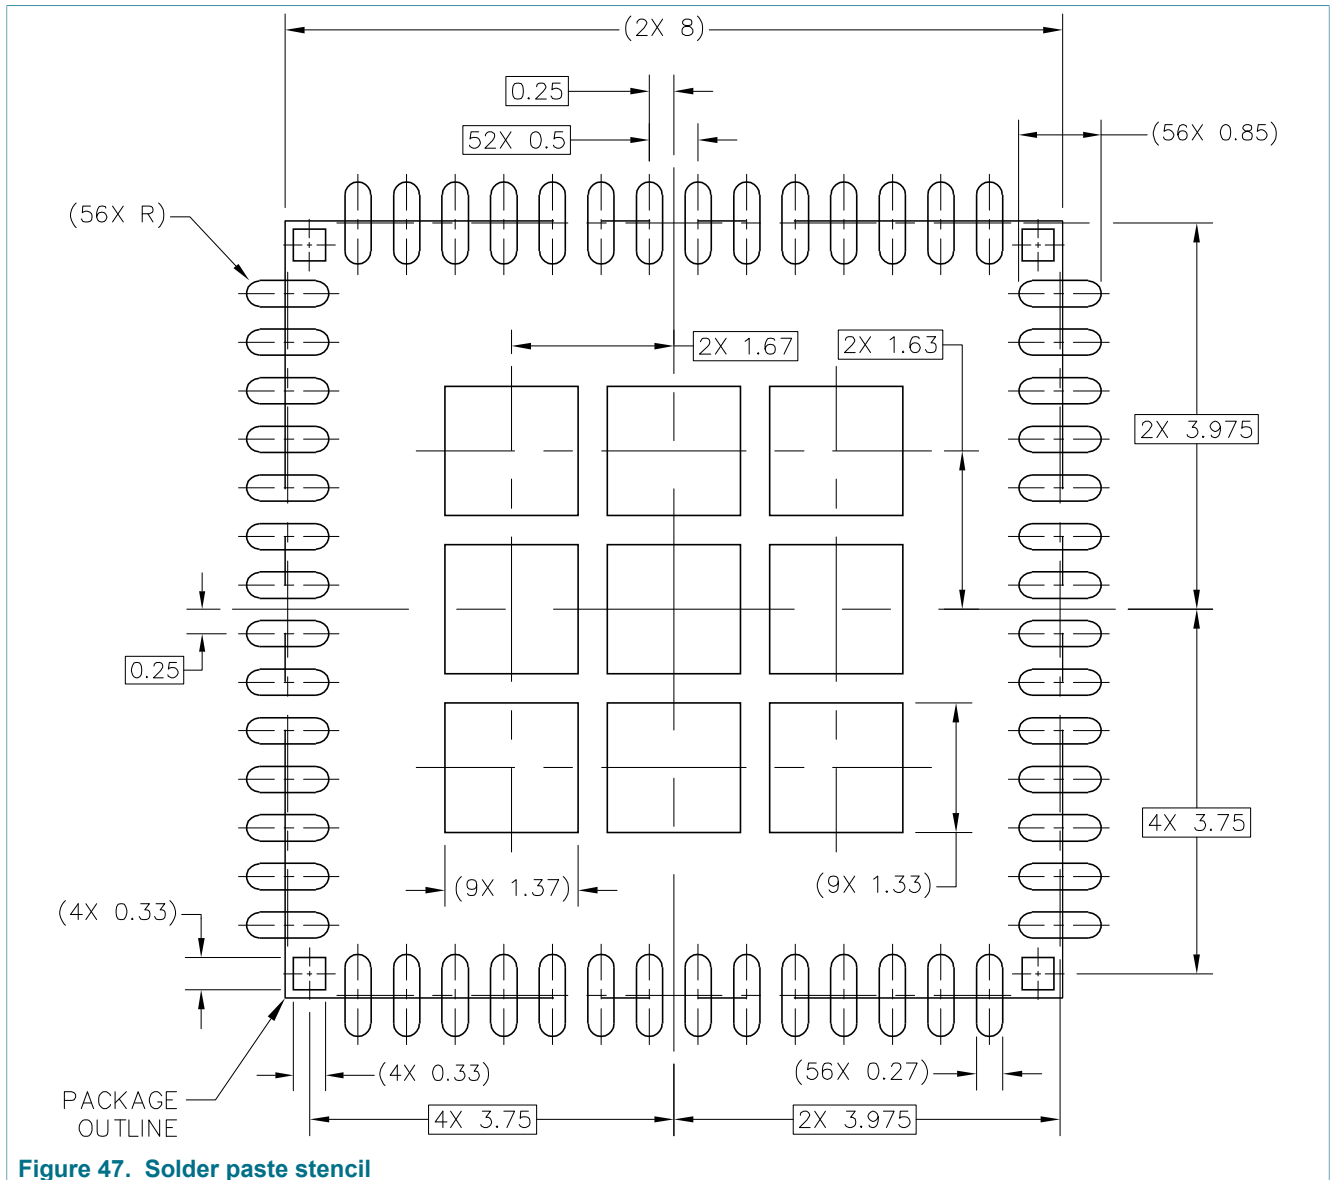 (2X 8)
0.25
52X 0.5
(56X 0.85)
(56X R)
2X 1.67
2X 1.63
2X 3.975
0.25
4X 3.75
(9X 1.37)
(9X 1.33)
(4X 0.33)
(4X 0.33)
(56X 0.27)
PACKAGE
OUTLINE
4X 3.75
2X 3.975
Figure 47. Solder paste stencil